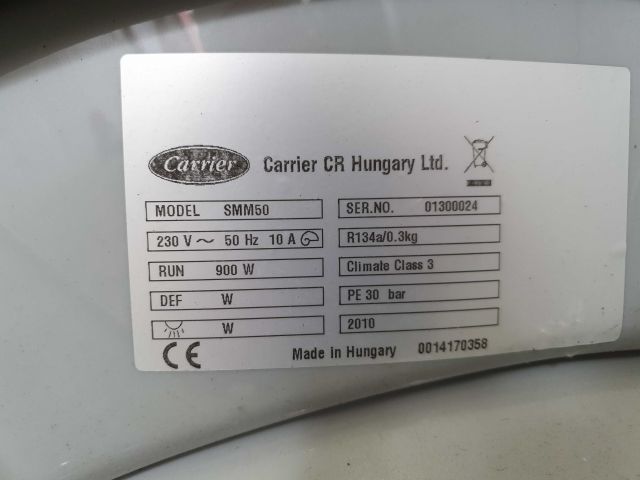 Carrier
Carrier CR Hungary Ltd.
MODEL SMM50
SER.NO. 01300024
230 V ~ 50 Hz 10 A
R134a/0.3kg
RUN 900 W
Climate Class 3
DEF W
PE 30 bar
W
2010
CE
Made in Hungary 0014170358